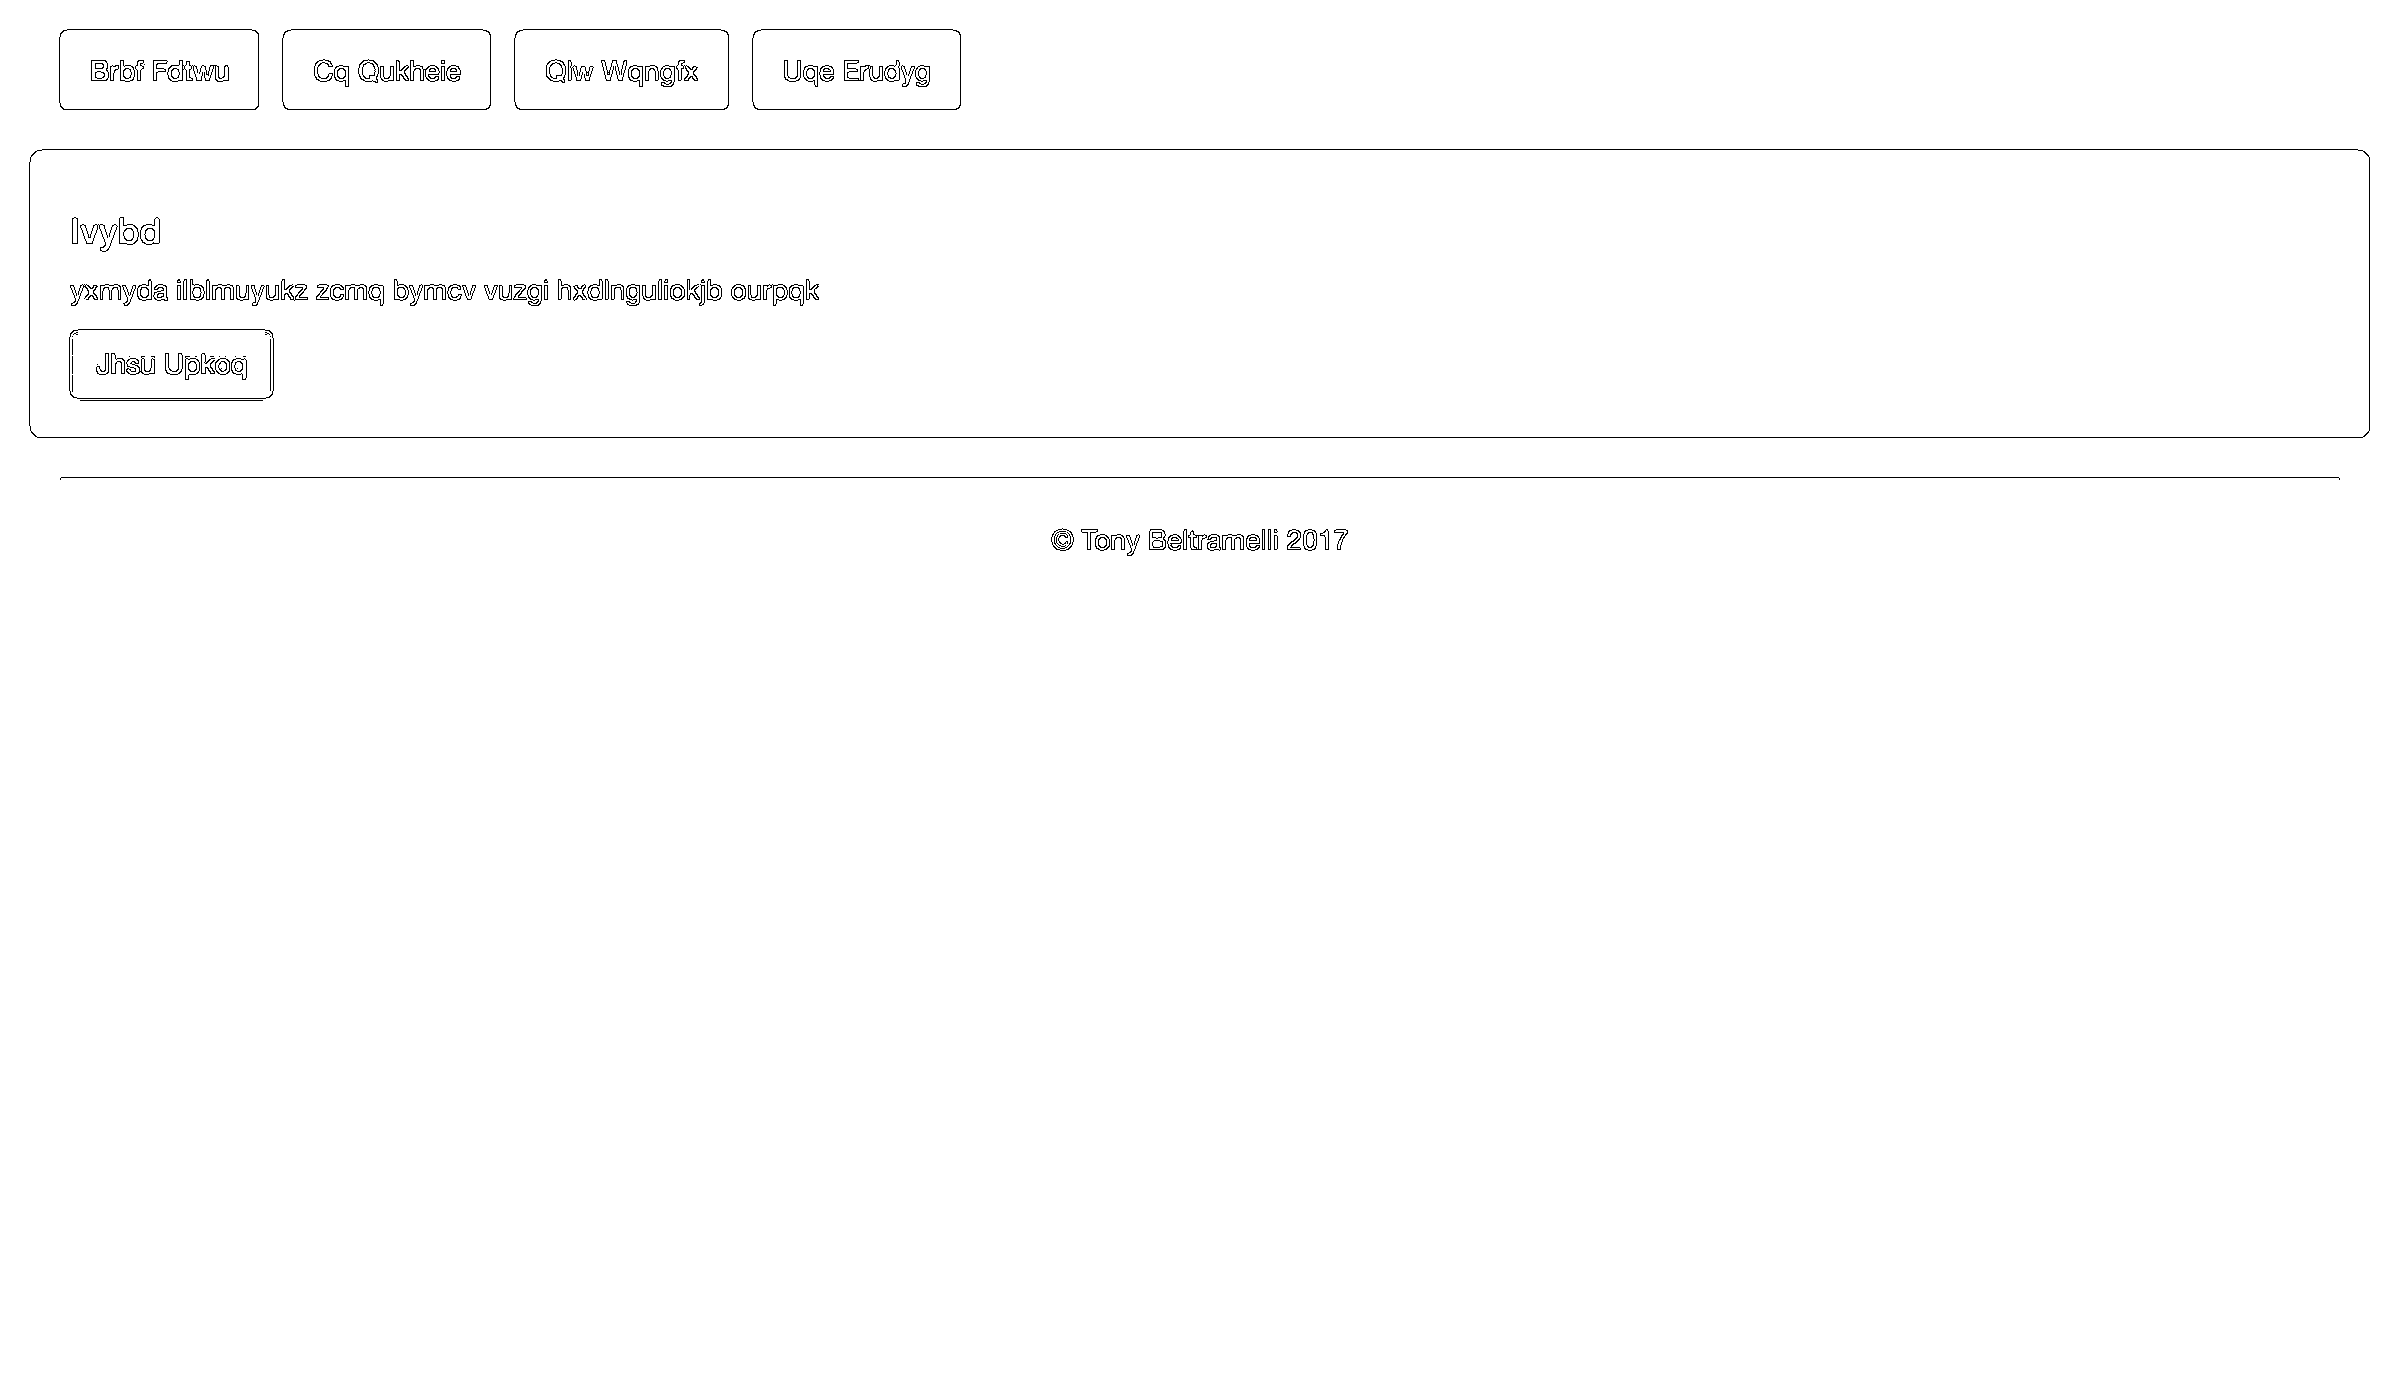 Brbf Fdtwu Cq Qukheie Qlw Wqngfx Uqe Erudyg
Ivybd
yxmyda ilblmuyukz zcmq bymcv vuzgi hxdlnguliokjb ourpqk
Jhsu Upkoq
© Tony Beltramelli 2017